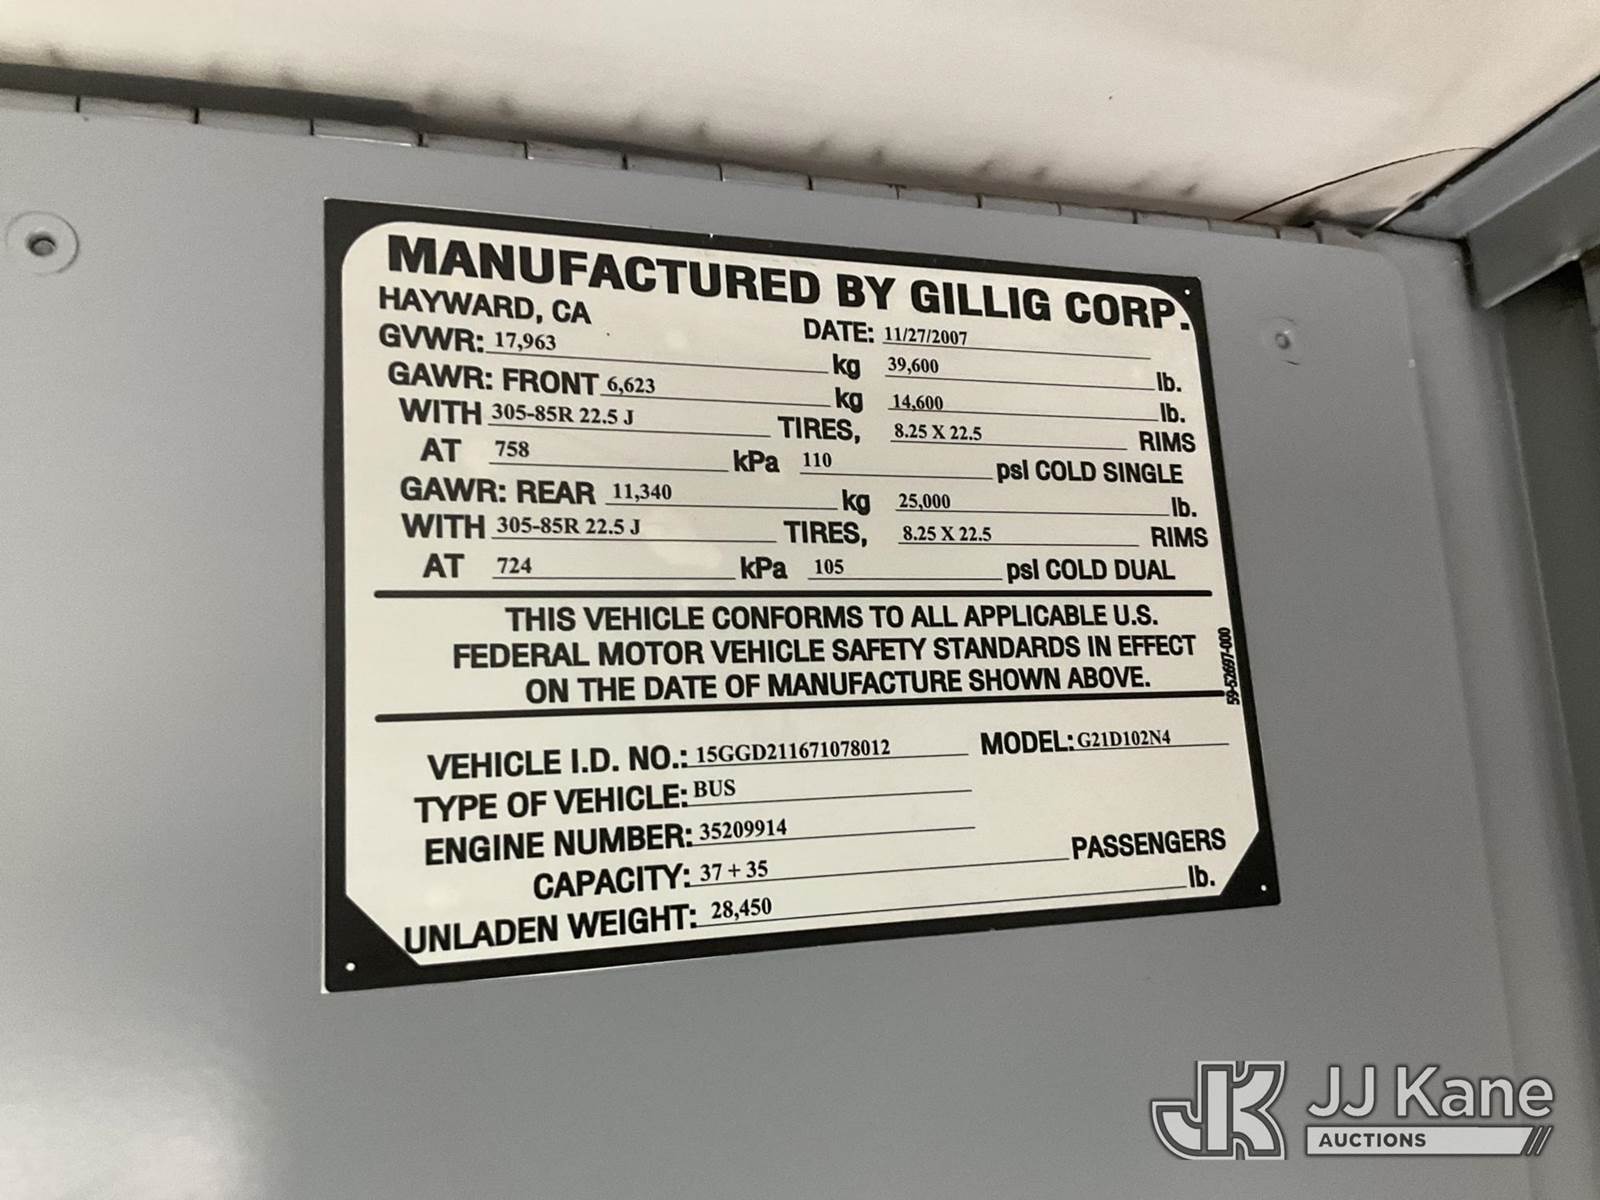 MANUFACTURED BY GILLIG CORP.
HAYWARD, CA DATE: 11/27/2007
GVWR: 17,963 kg 39,600 lb.
GAWR: FRONT 6,623 kg 14,600 lb.
WITH 305-85R 22.5 J TIRES, 8.25 X 22.5 RIMS
AT 758 kPa 110 psI COLD SINGLE
GAWR: REAR 11,340 kg 25,000 lb.
WITH 305-85R 22.5 J TIRES, 8.25 X 22.5 RIMS
AT 724 kPa 105 psI COLD DUAL
THIS VEHICLE CONFORMS TO ALL APPLICABLE U.S.
FEDERAL MOTOR VEHICLE SAFETY STANDARDS IN EFFECT
ON THE DATE OF MANUFACTURE SHOWN ABOVE.
59-52697-000
VEHICLE I.D. NO.: 15GGD211671078012 MODEL: G21D102N4
TYPE OF VEHICLE: BUS
ENGINE NUMBER: 35209914
CAPACITY: 37 + 35 PASSENGERS
UNLADEN WEIGHT: 28,450 lb.
JK JJ Kane
AUCTIONS